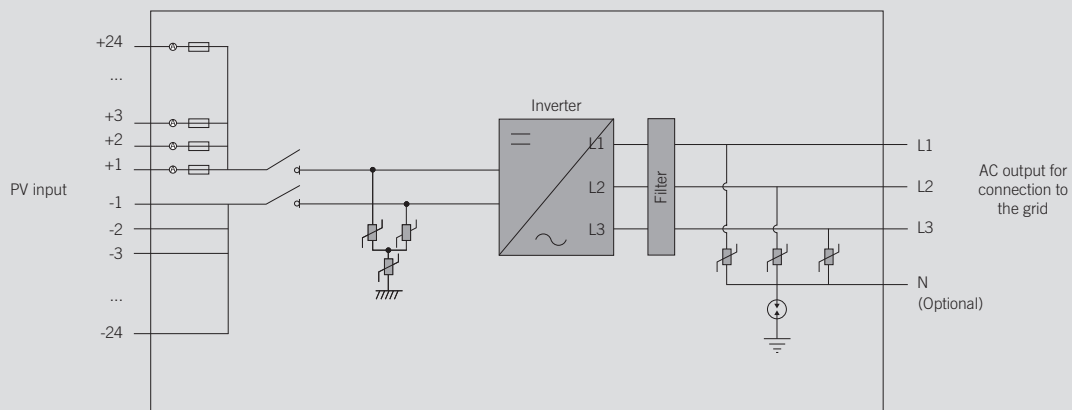 +24
...
+3
+2
+1
PV input
-1
-2
-3
...
-24
Inverter
L1
L2
L3
Filter
L1
L2
L3
N
(Optional)
AC output for
connection to
the grid